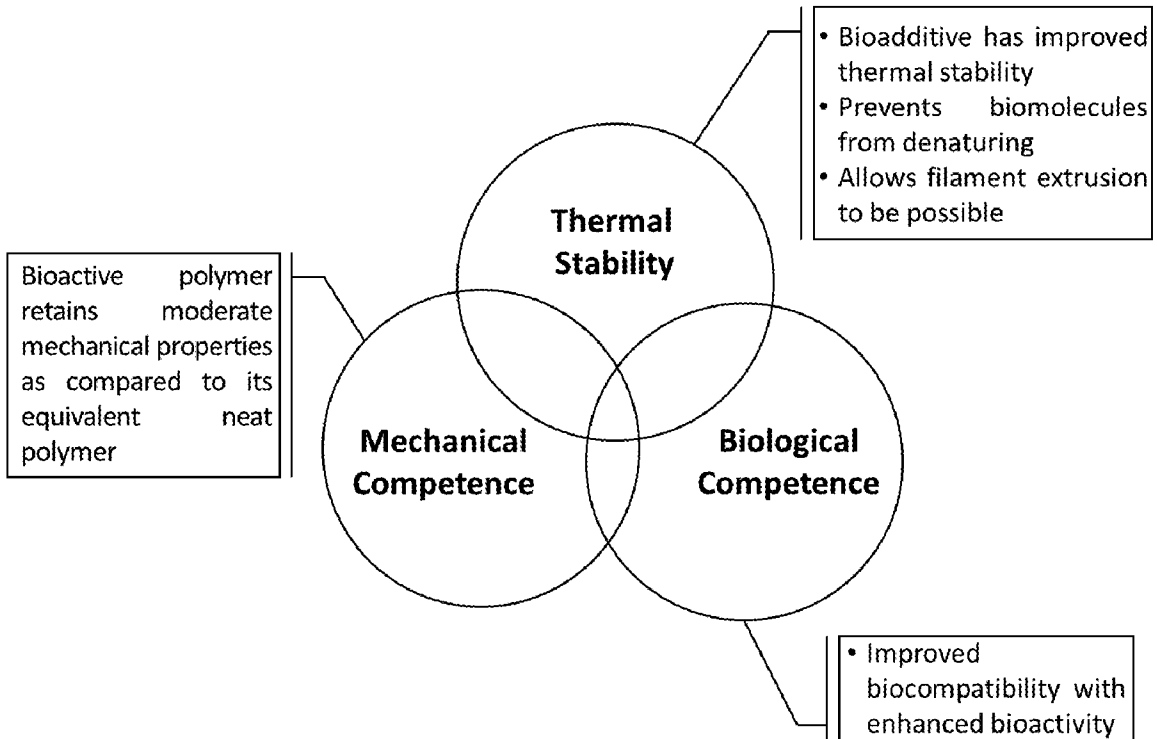 • Bioadditive has improved
thermal stability
• Prevents biomolecules
from denaturing
• Allows filament extrusion
to be possible
Thermal
Stability
Bioactive polymer
retains moderate
mechanical properties
as compared to its
equivalent neat
polymer
Mechanical
Competence
Biological
Competence
• Improved
biocompatibility with
enhanced bioactivity